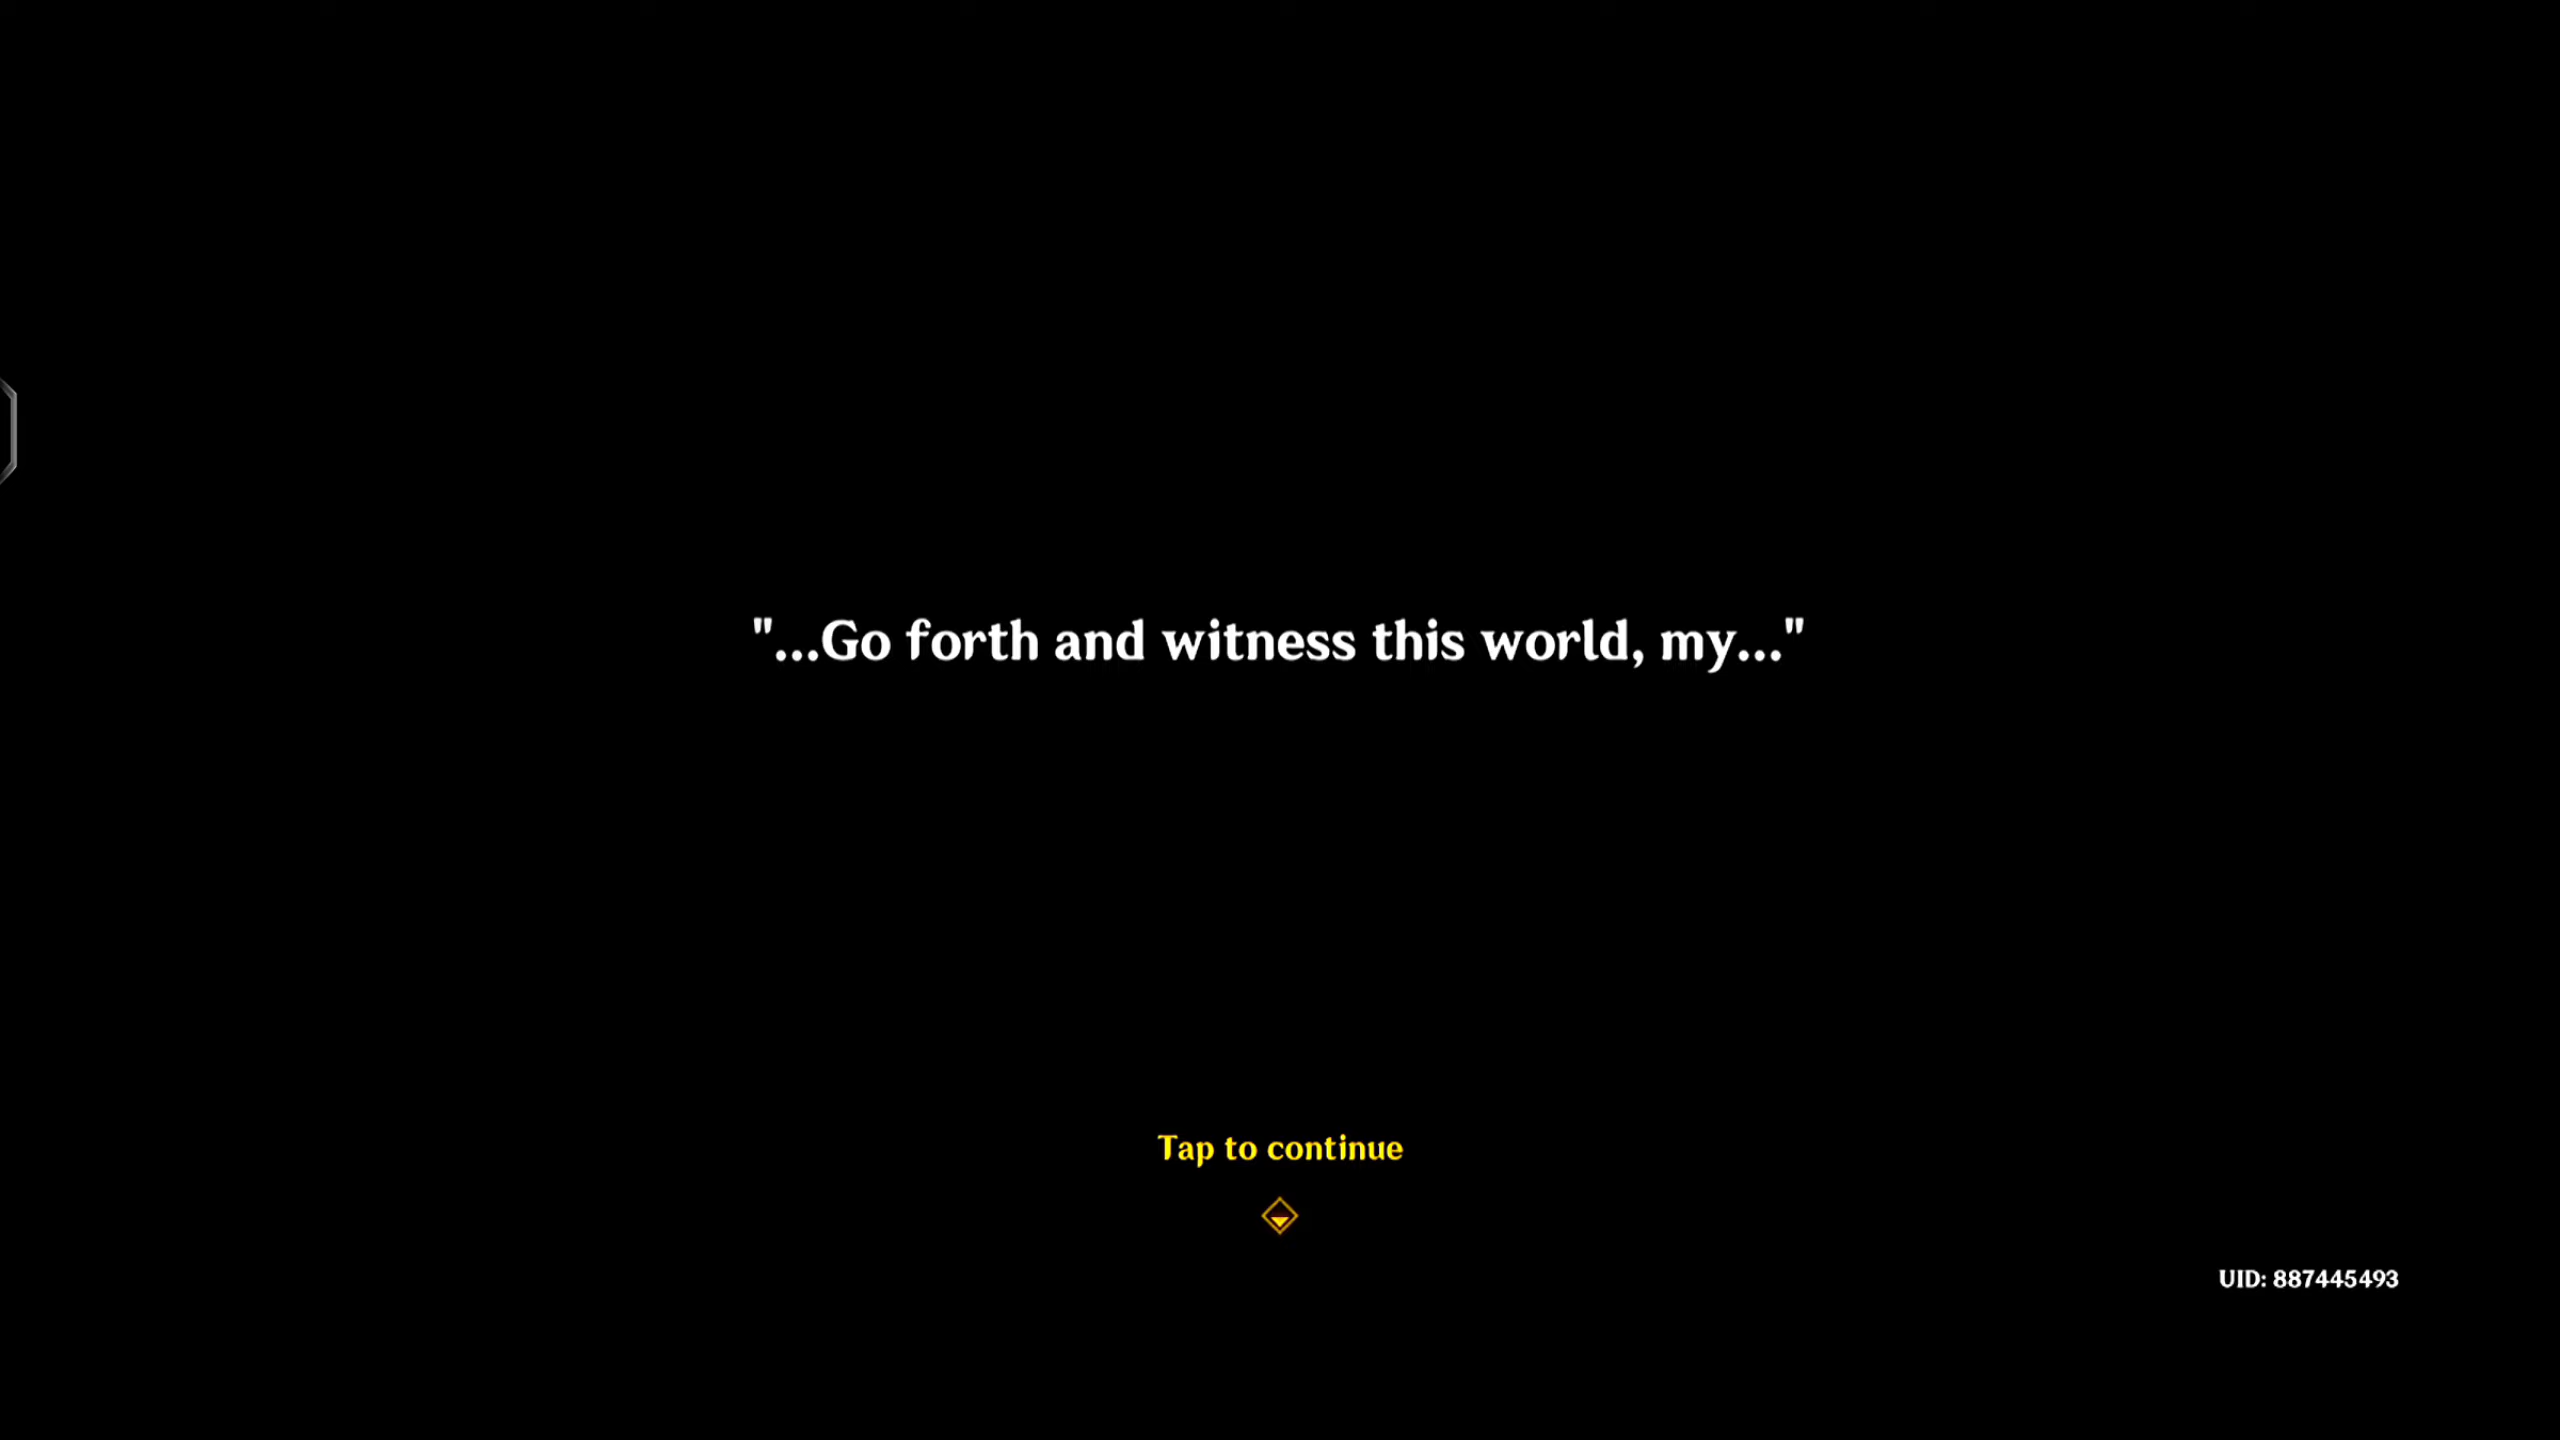 "...Go forth and witness this world, my..."
Tap to continue
UID: 887445493